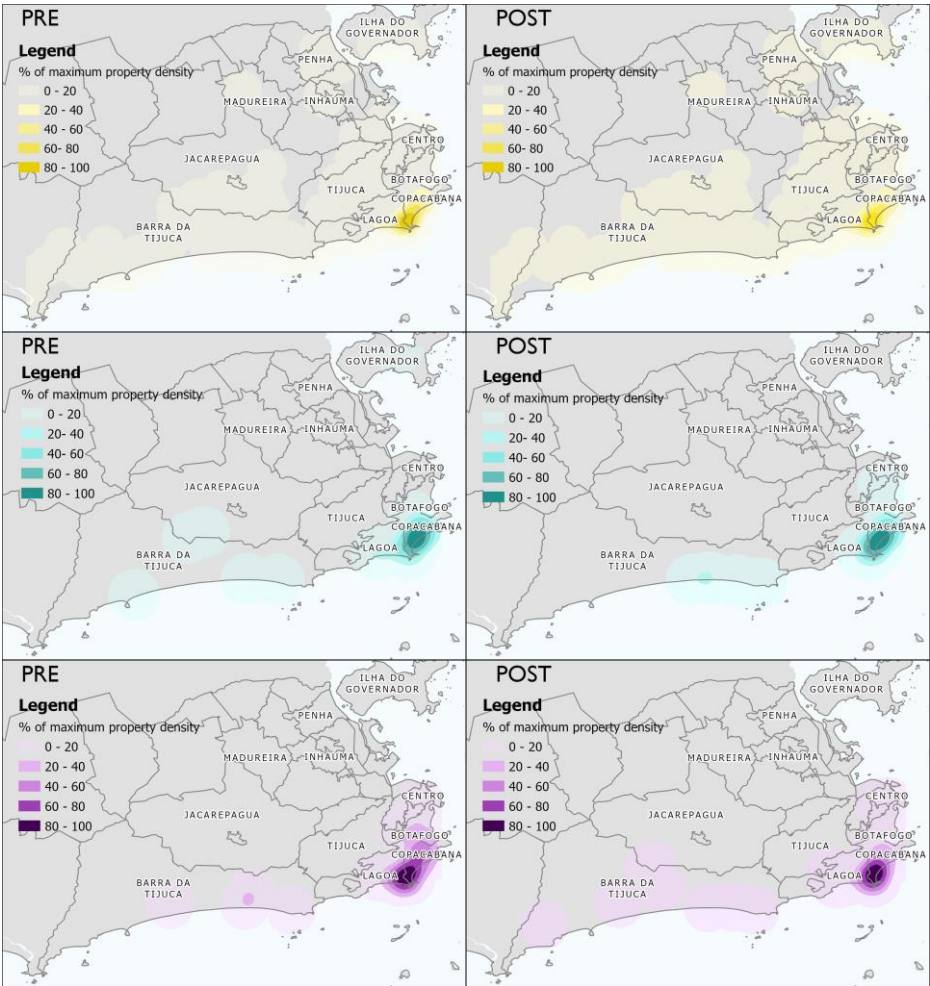 PRE
Legend
% of maximum property density
0 - 20
20 - 40
40 - 60
60- 80
80 - 100
ILHA DO
GOVERNADOR
PENHA
MADUREIRA
INHAUMA
JACAREPAGUA
CENTRO
BOTAFOGO
TIJUCA
COPACABANA
LAGOA
BARRA DA
TIJUCA
POST
Legend
% of maximum property density
0 - 20
20 - 40
40 - 60
60- 80
80 - 100
ILHA DO
GOVERNADOR
PENHA
MADUREIRA
INHAUMA
JACAREPAGUA
CENTRO
BOTAFOGO
TIJUCA
COPACABANA
LAGOA
BARRA DA
TIJUCA
PRE
Legend
% of maximum property density
0 - 20
20- 40
40- 60
60 - 80
80 - 100
ILHA DO
GOVERNADOR
PENHA
MADUREIRA
INHAUMA
JACAREPAGUA
CENTRO
BOTAFOGO
TIJUCA
COPACABANA
LAGOA
BARRA DA
TIJUCA
POST
Legend
% of maximum property density
0 - 20
20- 40
40- 60
60 - 80
80 - 100
ILHA DO
GOVERNADOR
PENHA
MADUREIRA
INHAUMA
JACAREPAGUA
CENTRO
BOTAFOGO
TIJUCA
COPACABANA
LAGOA
BARRA DA
TIJUCA
PRE
Legend
% of maximum property density
0 - 20
20 - 40
40 - 60
60 - 80
80 - 100
ILHA DO
GOVERNADOR
PENHA
MADUREIRA
INHAUMA
JACAREPAGUA
CENTRO
BOTAFOGO
TIJUCA
COPACABANA
LAGOA
BARRA DA
TIJUCA
POST
Legend
% of maximum property density
0 - 20
20 - 40
40 - 60
60 - 80
80 - 100
ILHA DO
GOVERNADOR
PENHA
MADUREIRA
INHAUMA
JACAREPAGUA
CENTRO
BOTAFOGO
TIJUCA
COPACABANA
LAGOA
BARRA DA
TIJUCA